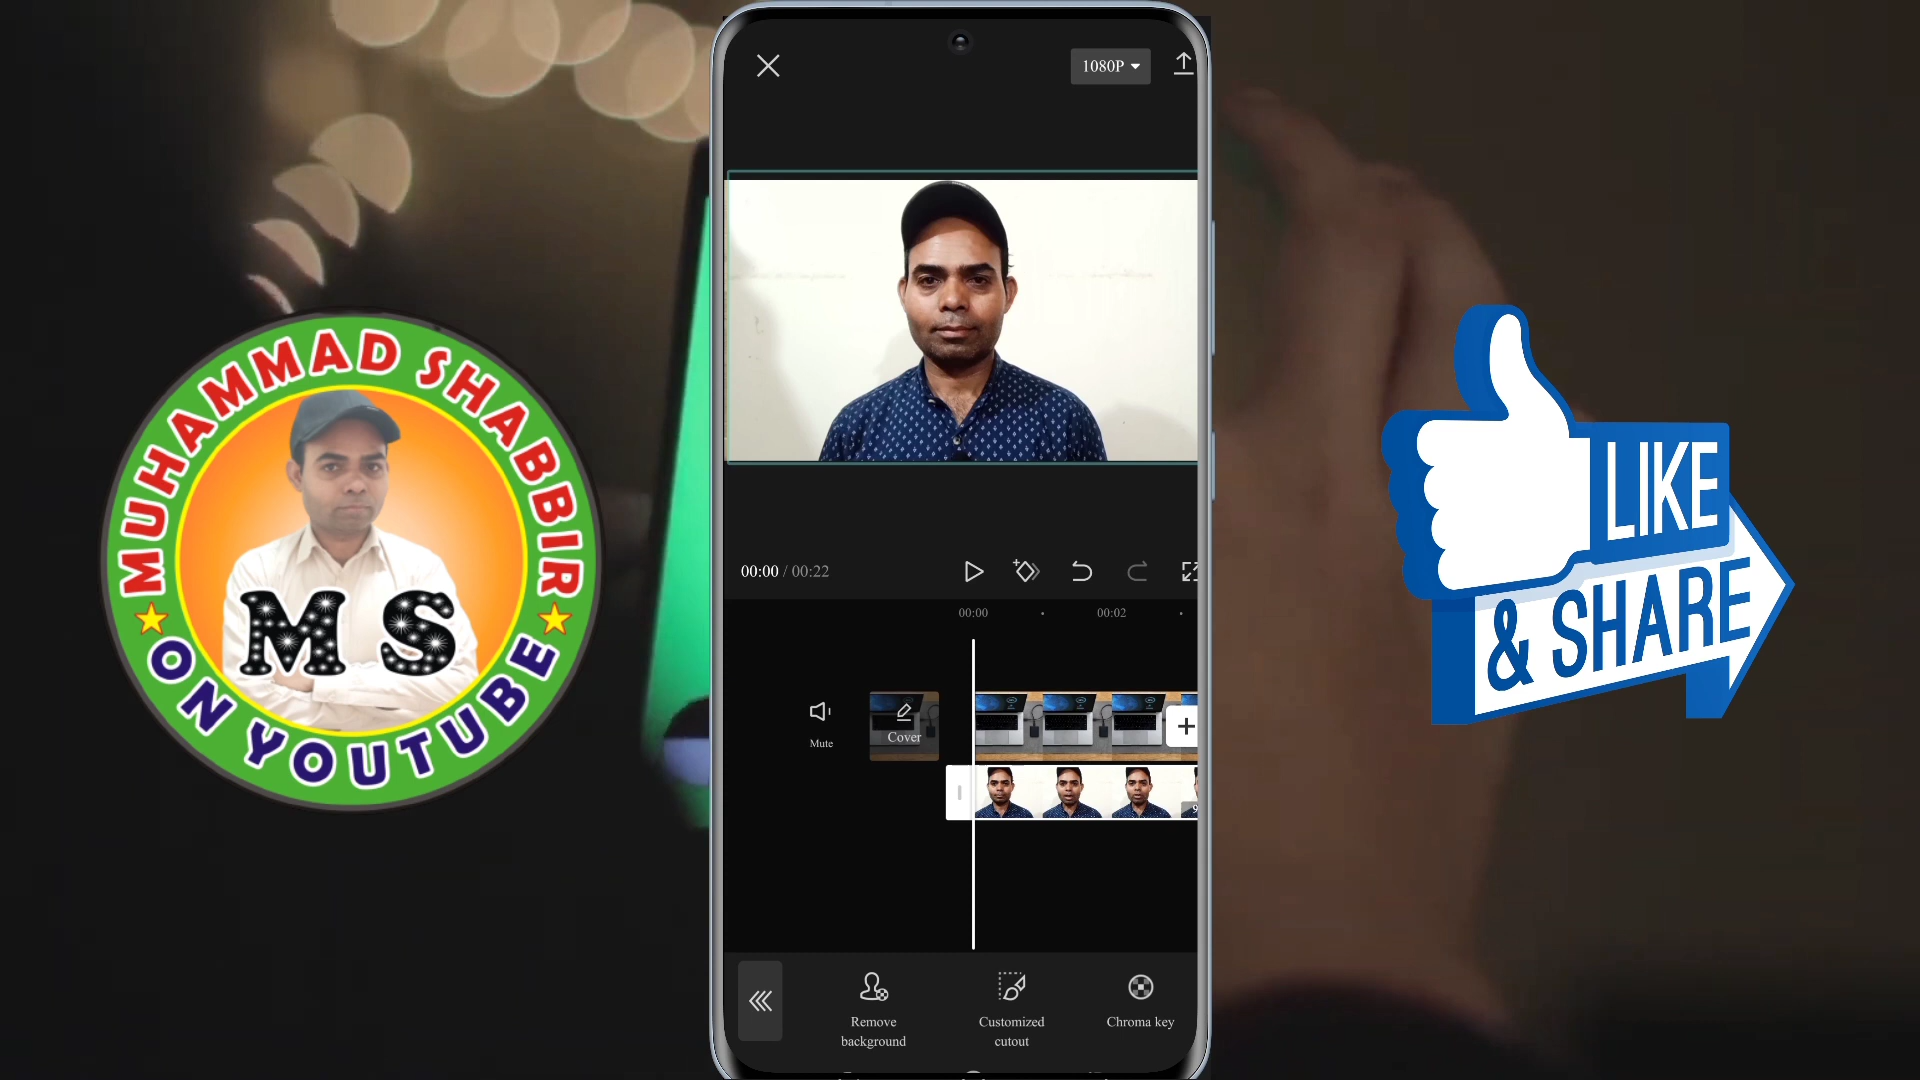 1080P
MUHAMMAD SHABBIR
M S
ON YOUTUBE
LIKE
& SHARE
00:00 / 00:22
00:00
00:02
Mute
Cover
9
Remove
background
Customized
cutout
Chroma key